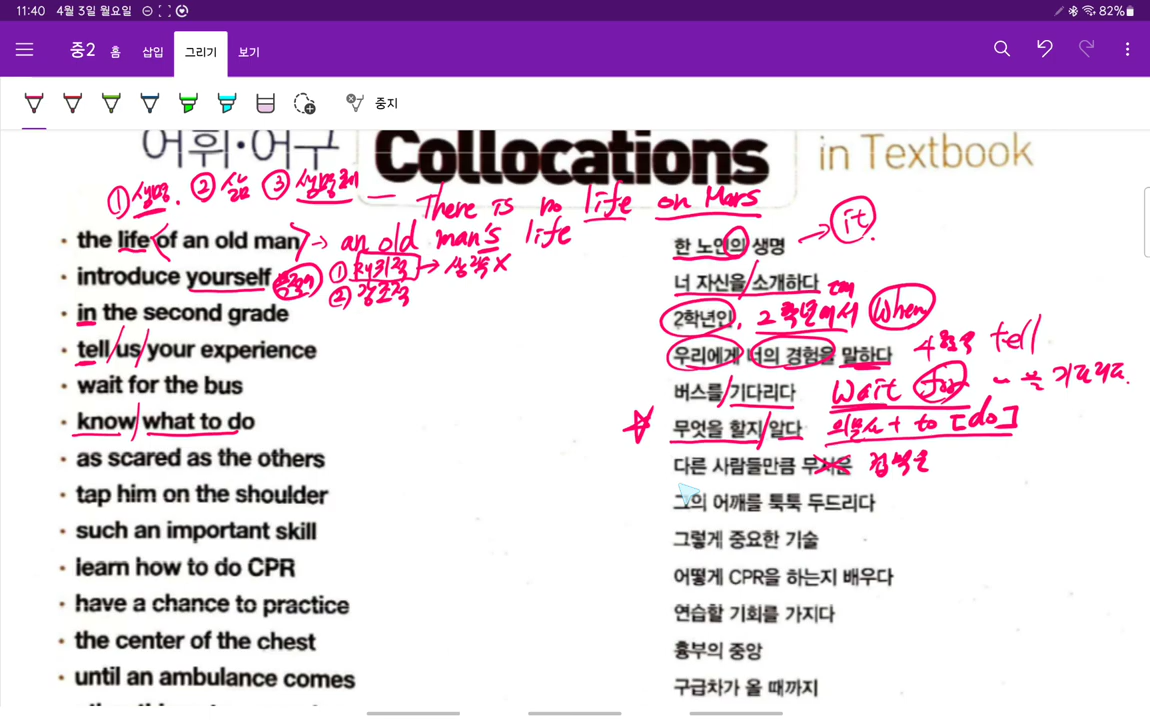 11:40 4월 3일 월요일 82%
중2 홈 삽입 그리기 보기
중지
어휘·어구 Collocations in Textbook
① 생명, ② 삶 ③ 생명체 — There is no life on Mars
the life of an old man → an old man's life 한 노인의 생명 → it.
introduce yourself ① 재귀적 → 생략X 너 자신을/소개하다
② 강조적
in the second grade 2학년인, 2학년에서 When
tell/us/your experience 우리에게 너의 경험을 말하다 4형식 tell
wait for the bus 버스를/기다리다 Wait for ~을 기다리다.
know/what to do 무엇을 할지/알다 의문사 + to [do]
as scared as the others 다른 사람들만큼 무서운 겁먹은
tap him on the shoulder 그의 어깨를 툭툭 두드리다
such an important skill 그렇게 중요한 기술
learn how to do CPR 어떻게 CPR을 하는지 배우다
have a chance to practice 연습할 기회를 가지다
the center of the chest 흉부의 중앙
until an ambulance comes 구급차가 올 때까지